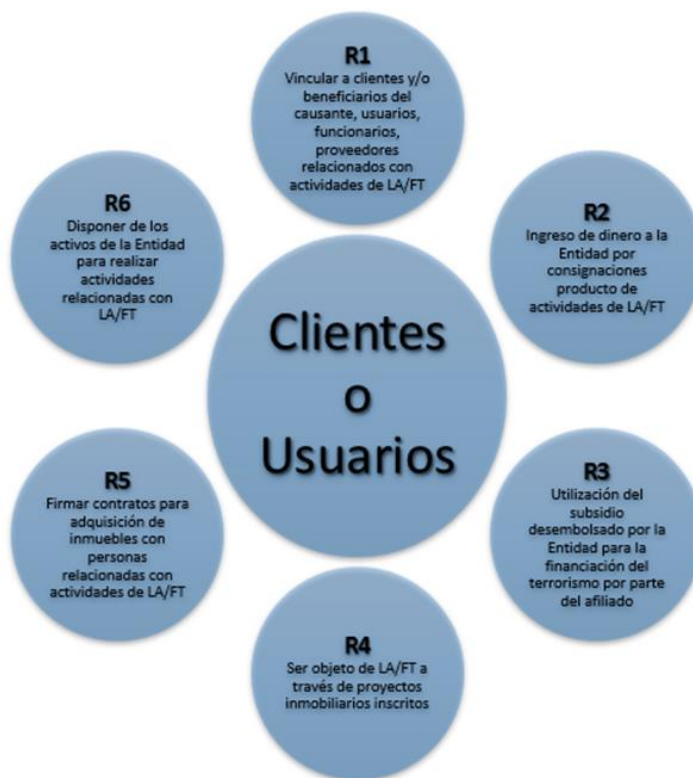 R1
Vincular a clientes y/o
beneficiarios del
causante, usuarios,
funcionarios,
proveedores
relacionados con
actividades de LA/FT
R2
Ingreso de dinero a la
Entidad por
consignaciones
producto de
actividades de LA/FT
R3
Utilización del
subsidio
desembolsado por la
Entidad para la
financiación del
terrorismo por parte
del afiliado
R4
Ser objeto de LA/FT a
través de proyectos
inmobiliarios inscritos
R5
Firmar contratos para
adquisición de
inmuebles con
personas
relacionadas con
actividades de LA/FT
R6
Disponer de los
activos de la Entidad
para realizar
actividades
relacionadas con
LA/FT
Clientes
o
Usuarios